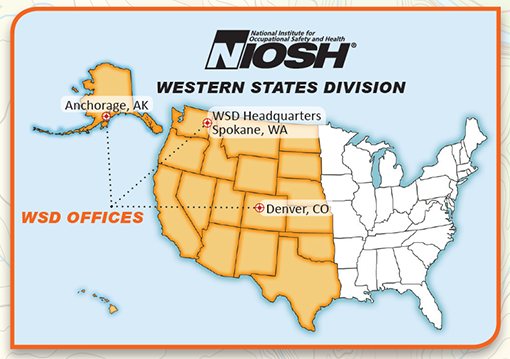 National Institute for
Occupational Safety and Health
NIOSH®
WESTERN STATES DIVISION
Anchorage, AK
WSD Headquarters
Spokane, WA
Denver, CO
WSD OFFICES